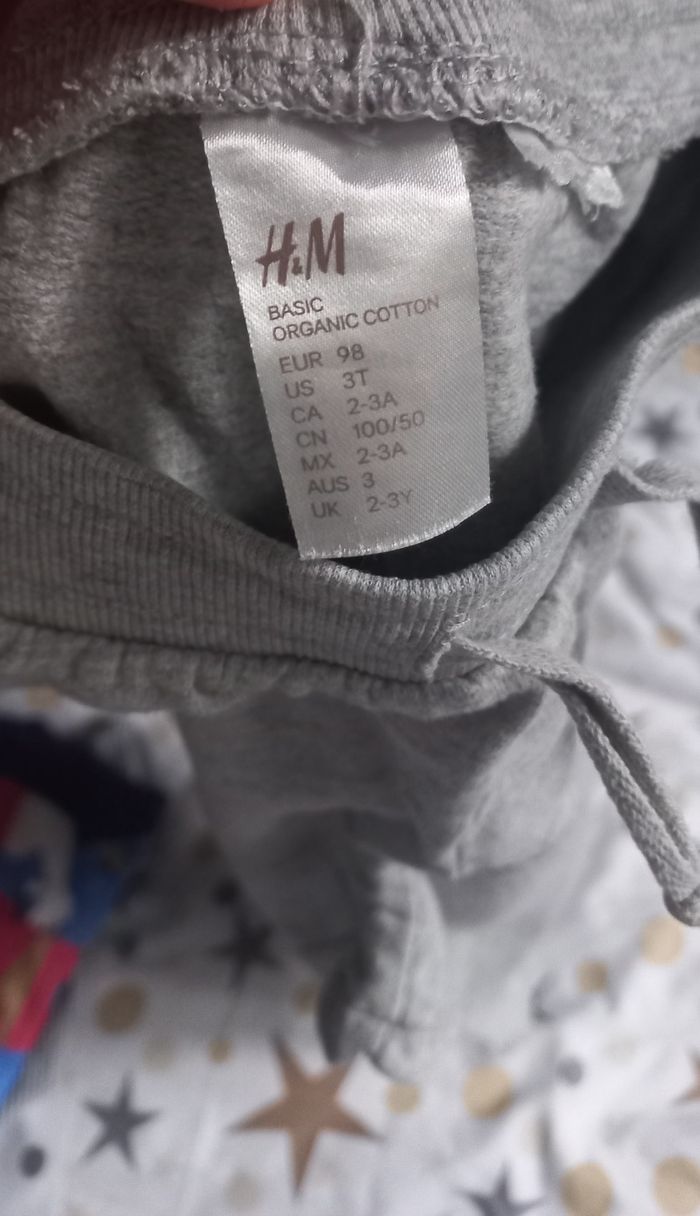 H&M
BASIC
ORGANIC COTTON
EUR 98
US 3T
CA 2-3A
CN 100/50
MX 2-3A
AUS 3
UK 2-3Y